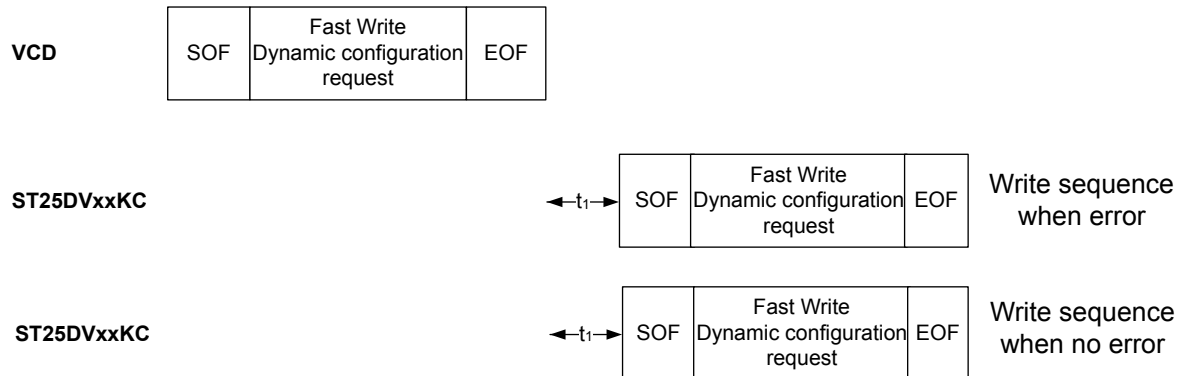 VCD
SOF
Fast Write
Dynamic configuration
request
EOF
ST25DVxxKC
t1
SOF
Fast Write
Dynamic configuration
request
EOF
Write sequence
when error
ST25DVxxKC
t1
SOF
Fast Write
Dynamic configuration
request
EOF
Write sequence
when no error